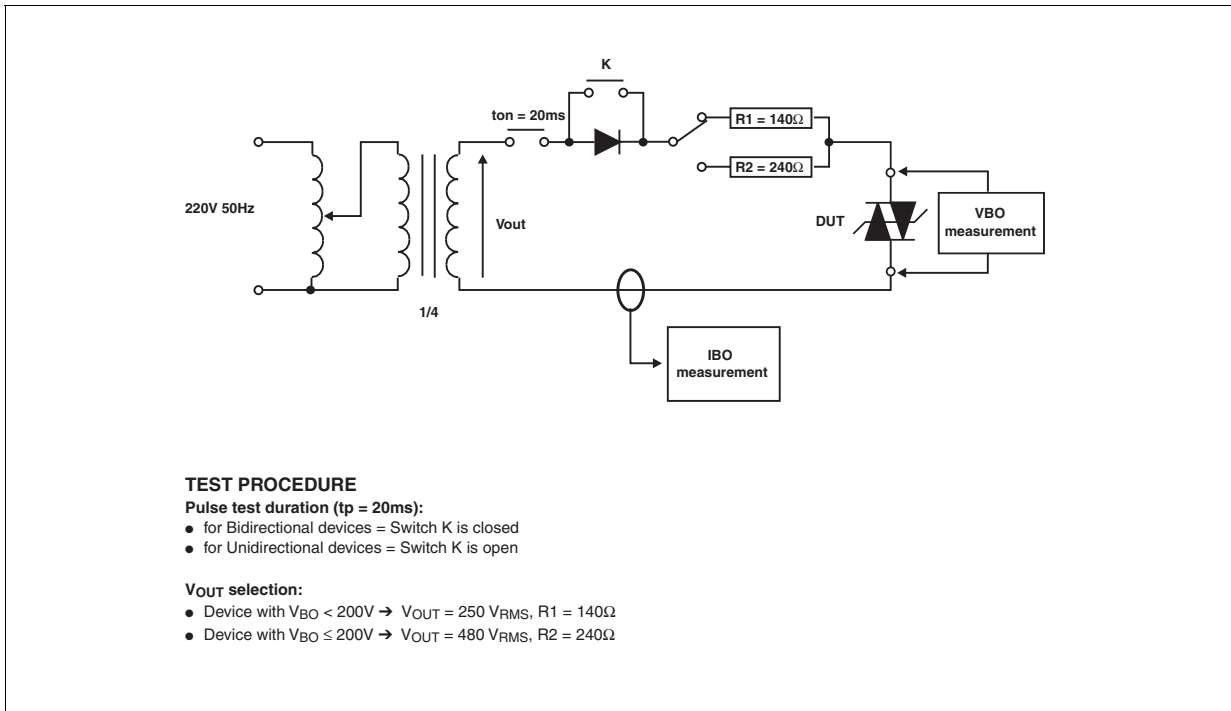 K
ton = 20ms
R1 = 140Ω
R2 = 240Ω
220V 50Hz
Vout
DUT
VBO
measurement
1/4
IBO
measurement
TEST PROCEDURE
Pulse test duration (tp = 20ms):
● for Bidirectional devices = Switch K is closed
● for Unidirectional devices = Switch K is open
VOUT selection:
● Device with VBO < 200V ➔ VOUT = 250 VRMS, R1 = 140Ω
● Device with VBO ≤ 200V ➔ VOUT = 480 VRMS, R2 = 240Ω